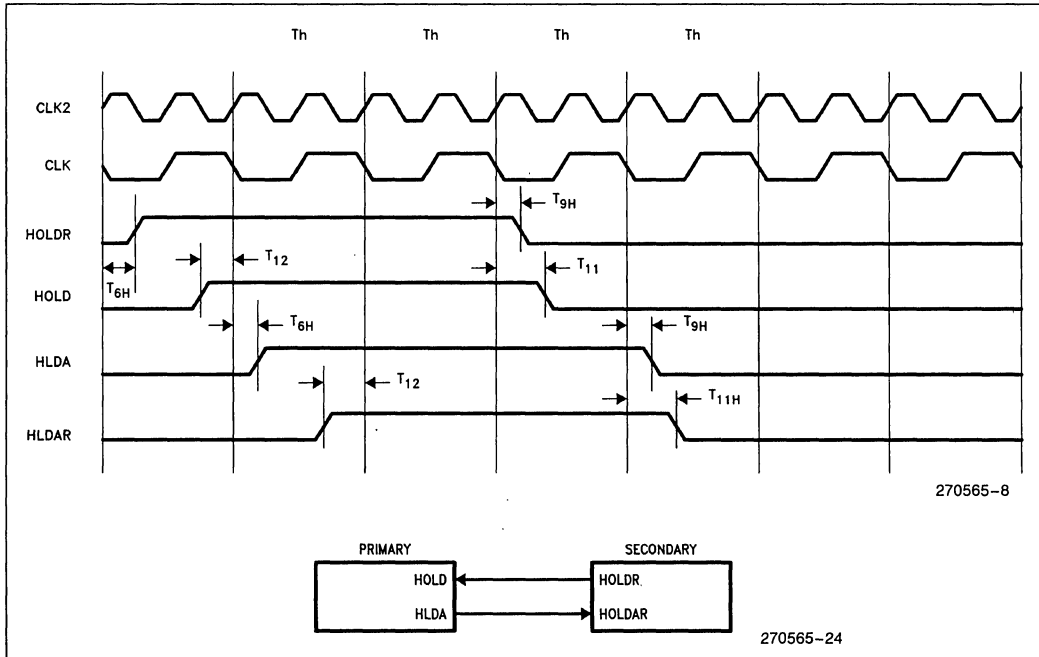 Th Th Th Th
CLK2
CLK
T9H
HOLDR
T12 T11
T6H
HOLD
T6H T9H
HLDA
T12 T11H
HLDAR
270565-8
PRIMARY SECONDARY
HOLD HOLDR
HLDA HOLDAR
270565-24